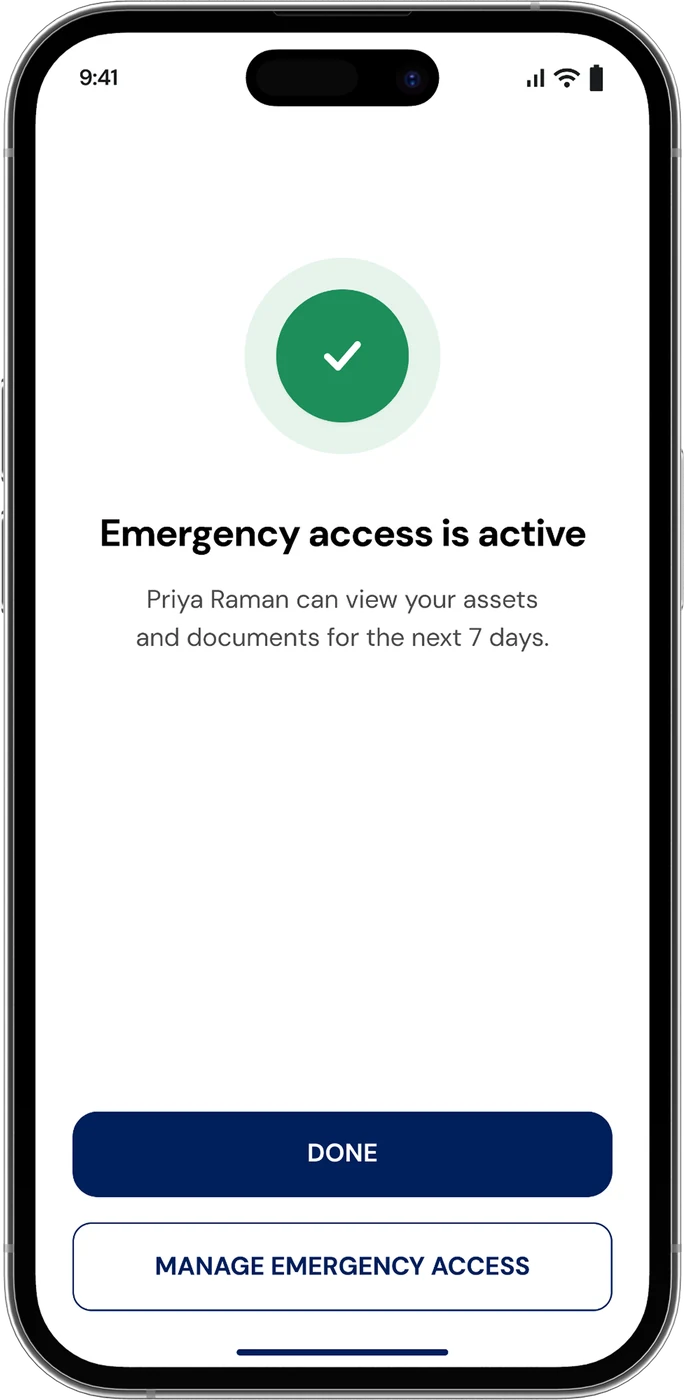 9:41
Emergency access is active
Priya Raman can view your assets
and documents for the next 7 days.
DONE
MANAGE EMERGENCY ACCESS